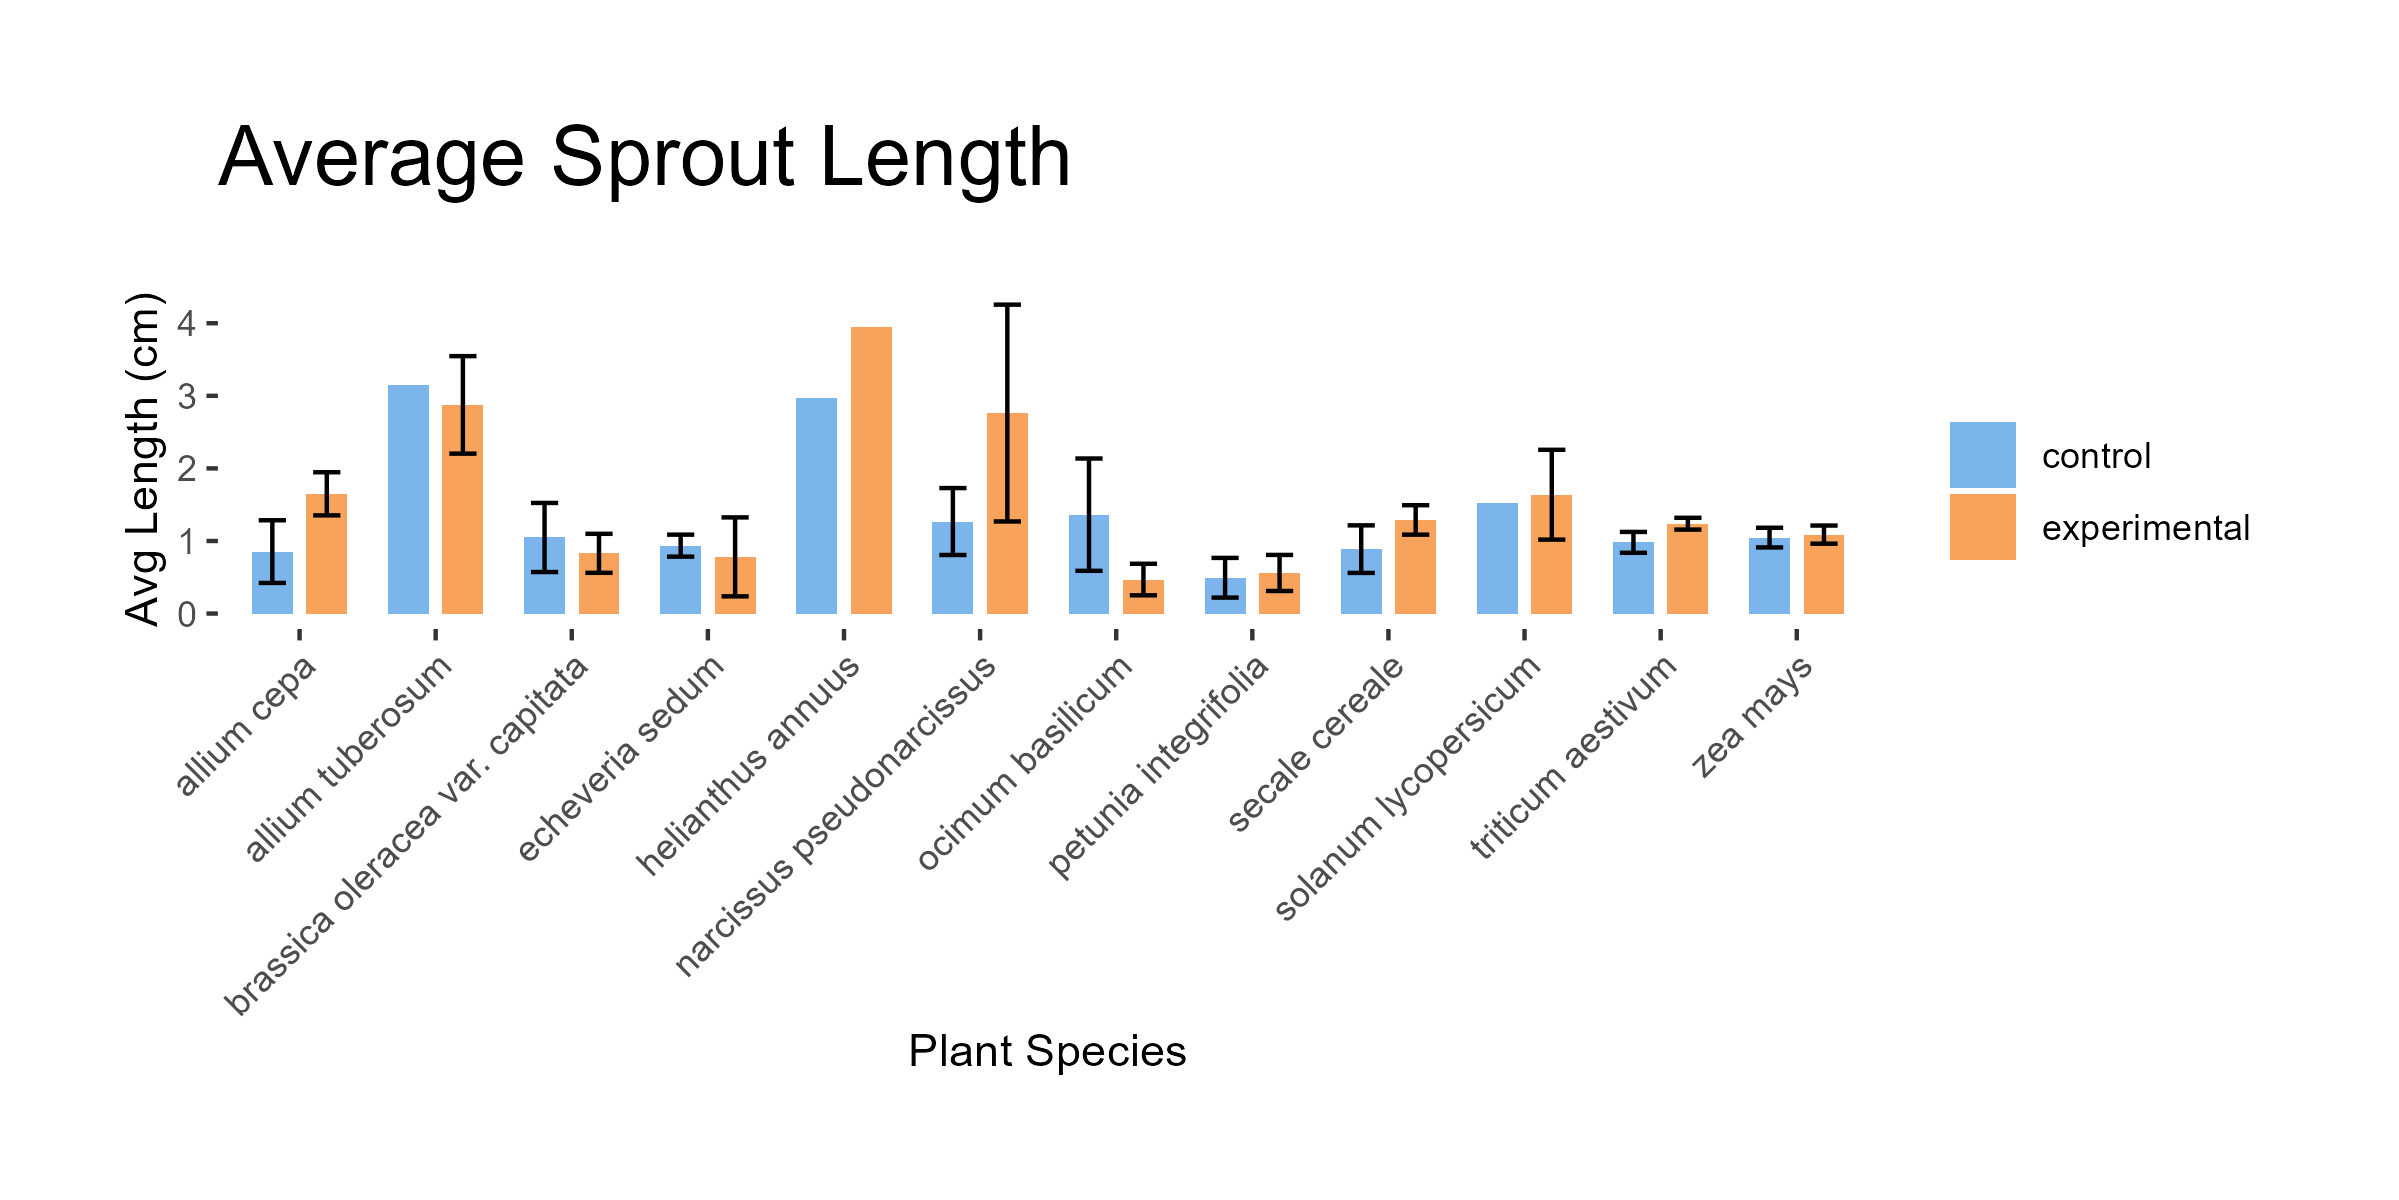 Average Sprout Length
Avg Length (cm)
4
3
2
1
0
allium cepa
allium tuberosum
brassica oleracea var. capitata
echeveria sedum
helianthus annuus
narcissus pseudonarcissus
ocimum basilicum
petunia integrifolia
secale cereale
solanum lycopersicum
triticum aestivum
zea mays
Plant Species
control
experimental